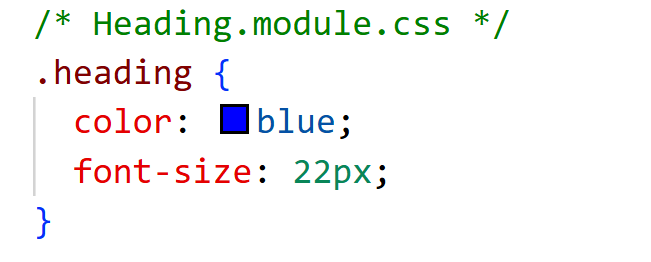 /* Heading.module.css */
.heading {
  color: blue;
  font-size: 22px;
}